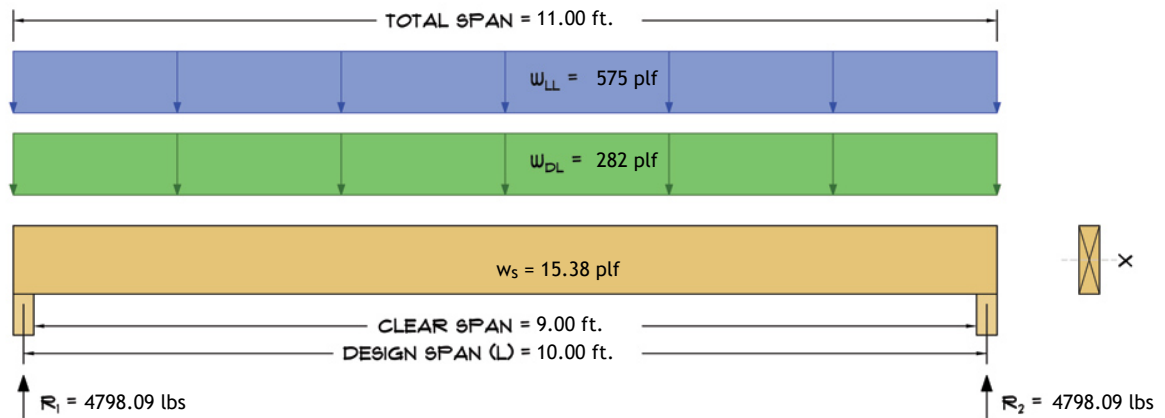 TOTAL SPAN = 11.00 ft.
WLL = 575 plf
WDL = 282 plf
ws = 15.38 plf
X
CLEAR SPAN = 9.00 ft.
DESIGN SPAN (L) = 10.00 ft.
R1 = 4798.09 lbs
R2 = 4798.09 lbs